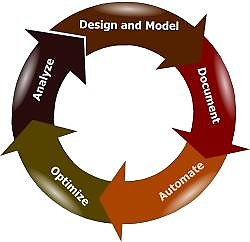 Design and Model
Document
Automate
Optimize
Analyze